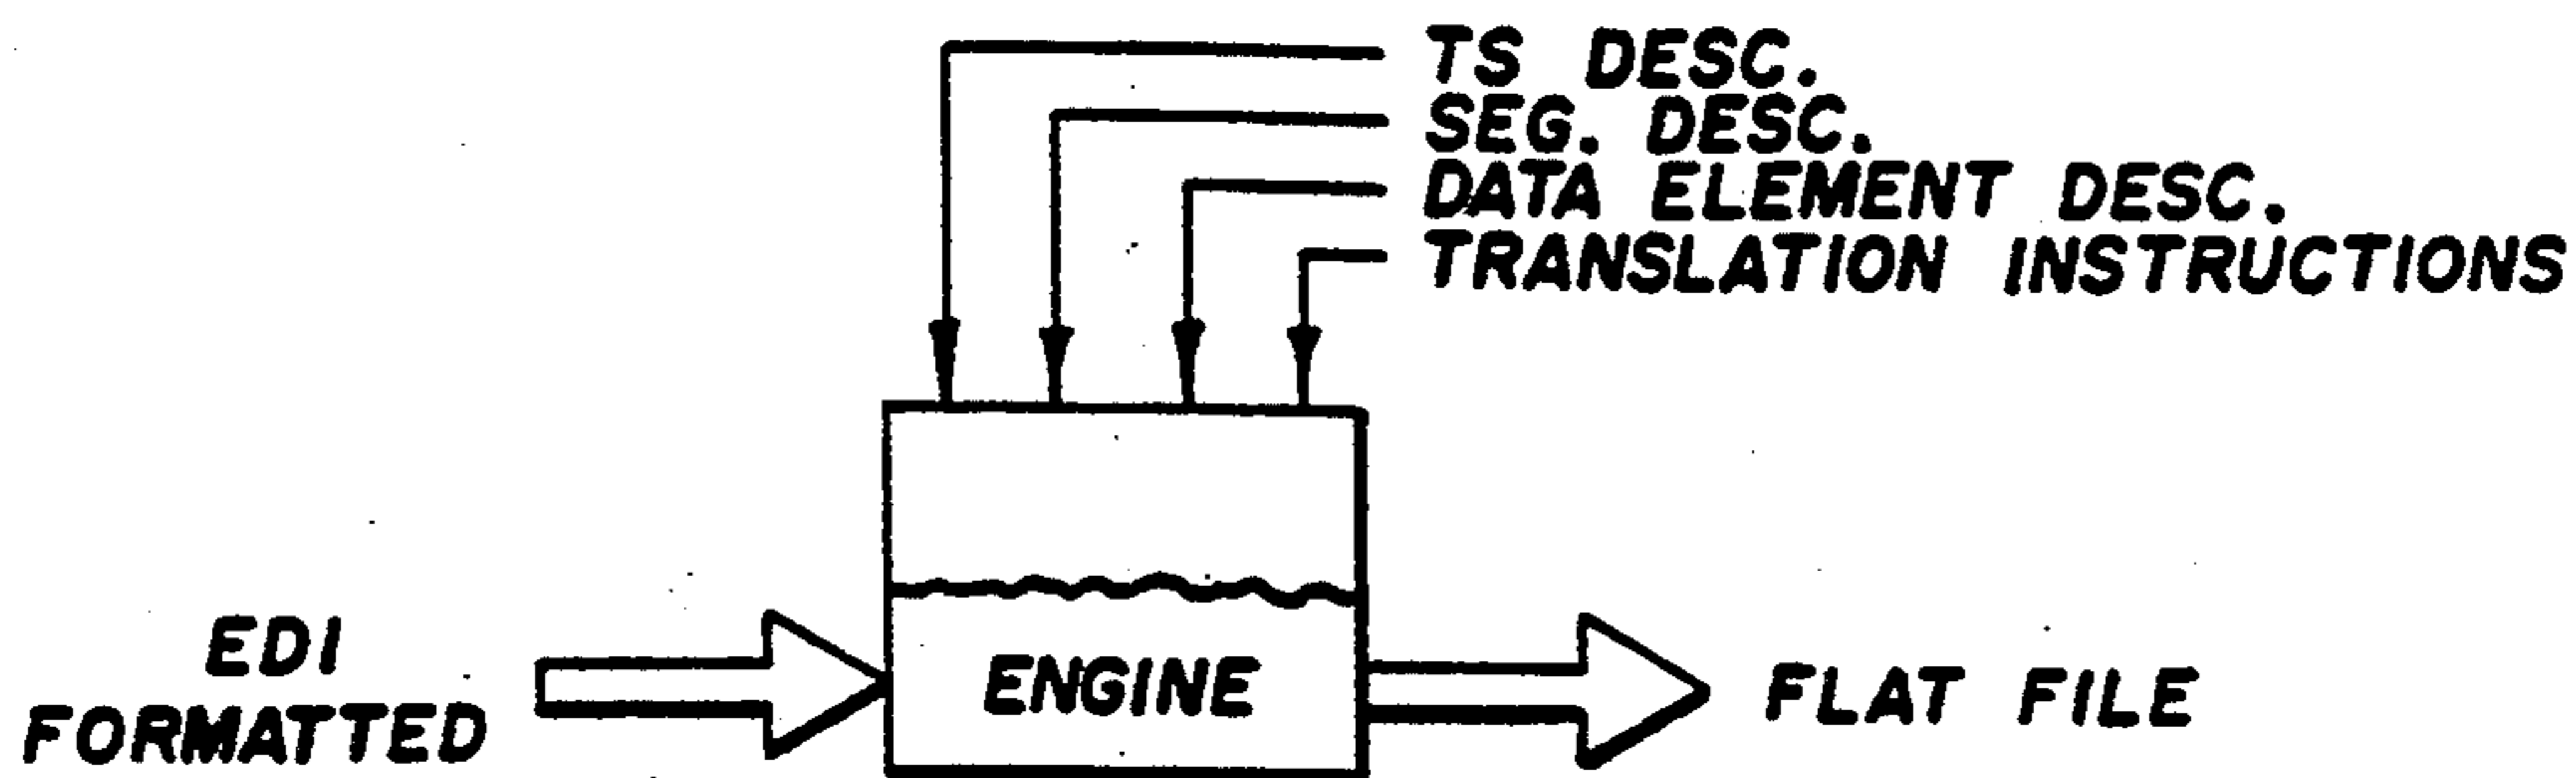 TS DESC.
SEG. DESC.
DATA ELEMENT DESC.
TRANSLATION INSTRUCTIONS
EDI
FORMATTED
ENGINE
FLAT FILE